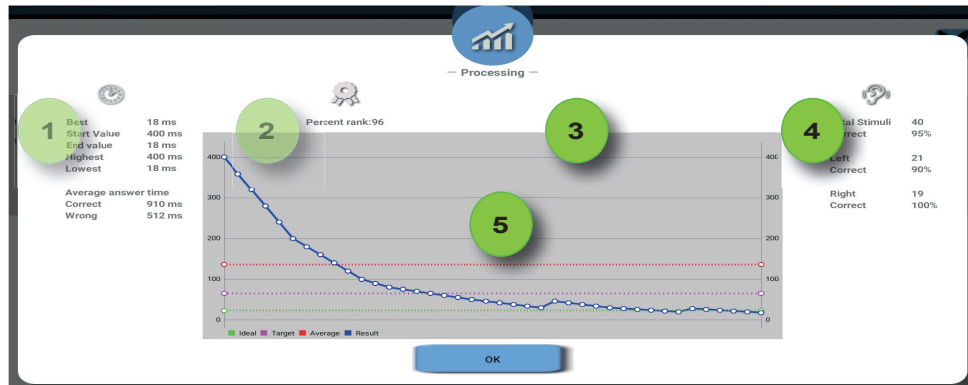 — Processing —
1
Best 18 ms
Start Value 400 ms
End value 18 ms
Highest 400 ms
Lowest 18 ms
Average answer time
Correct 910 ms
Wrong 512 ms
2
Percent rank:96
3
4
Stimuli 40
95%
Left 21
Correct 90%
Right 19
Correct 100%
5
400
300
200
100
0
400
300
200
100
0
Ideal Target Average Result
OK